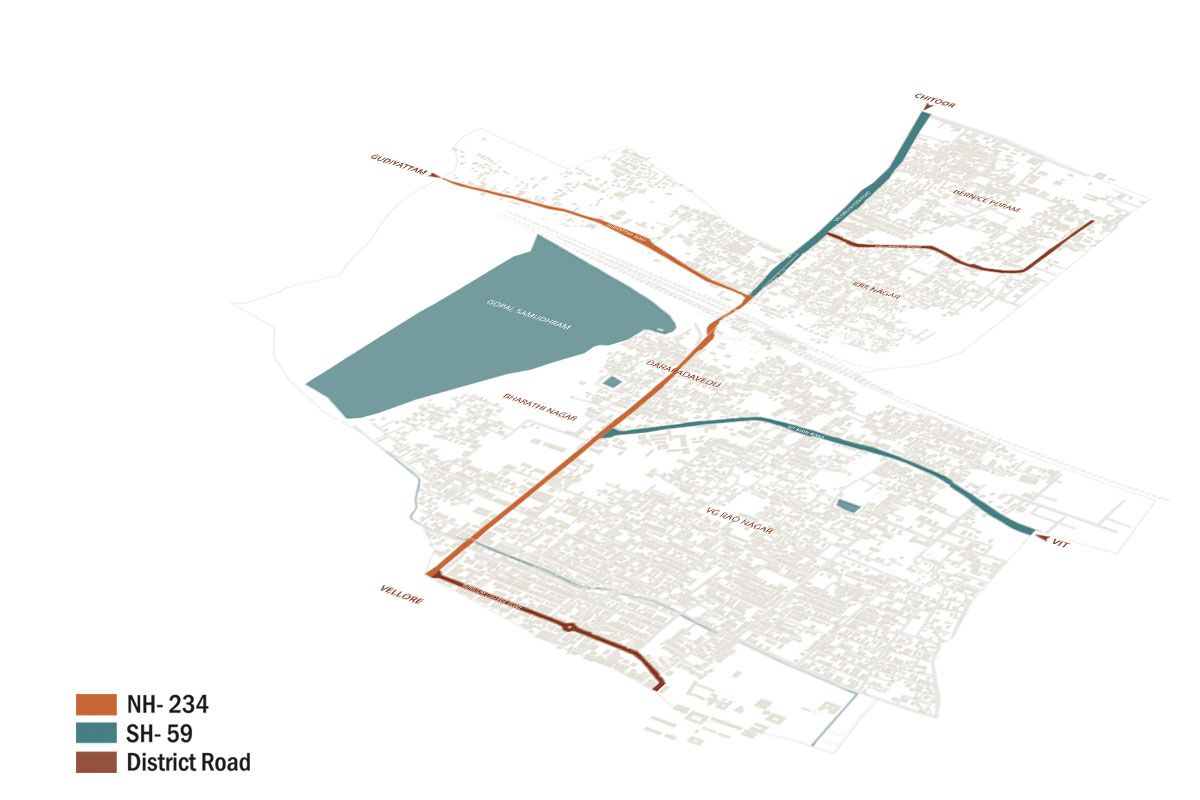 CHITOOR
GUDIYATTAM
DERNICE PURAM
KRS NAGAR
GOPAL SAMUDHRAM
DARAPADAVEDU
BHARATHI NAGAR
VG RAO NAGAR
VIT
VELLORE
NH- 234
SH- 59
District Road